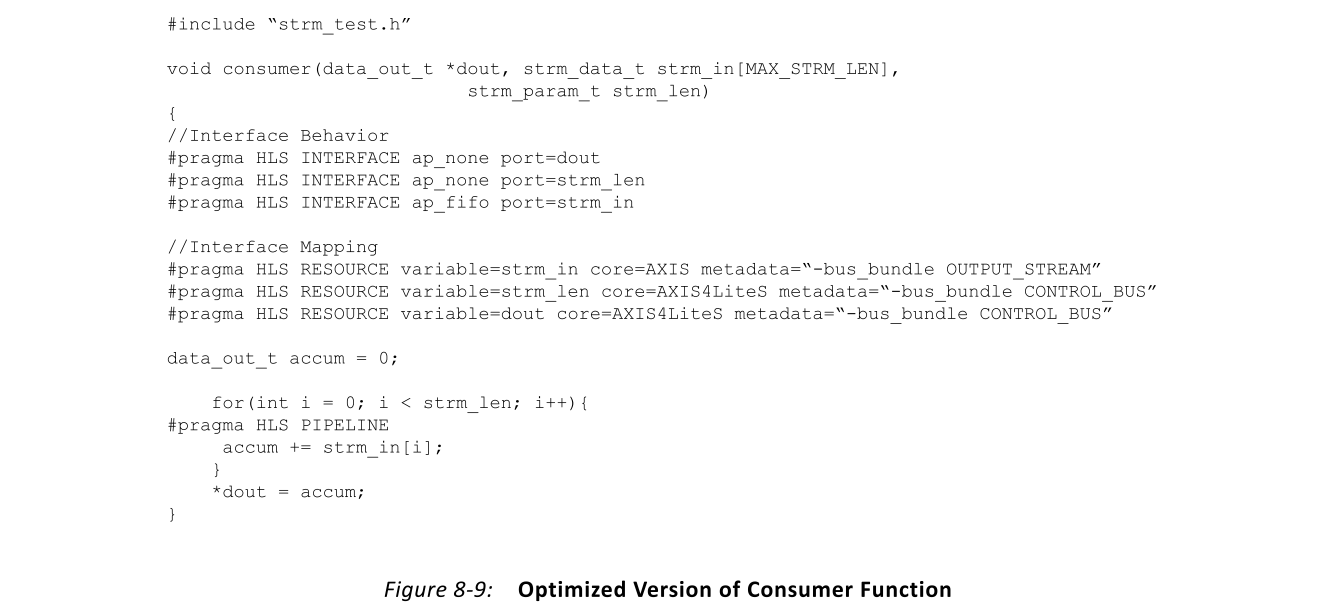 #include “strm_test.h”
void consumer(data_out_t *dout, strm_data_t strm_in[MAX_STRM_LEN],
strm_param_t strm_len)
{
//Interface Behavior
#pragma HLS INTERFACE ap_none port=dout
#pragma HLS INTERFACE ap_none port=strm_len
#pragma HLS INTERFACE ap_fifo port=strm_in
//Interface Mapping
#pragma HLS RESOURCE variable=strm_in core=AXIS metadata=“-bus_bundle OUTPUT_STREAM”
#pragma HLS RESOURCE variable=strm_len core=AXIS4LiteS metadata=“-bus_bundle CONTROL_BUS”
#pragma HLS RESOURCE variable=dout core=AXIS4LiteS metadata=“-bus_bundle CONTROL_BUS”
data_out_t accum = 0;
for(int i = 0; i < strm_len; i++){
#pragma HLS PIPELINE
accum += strm_in[i];
}
*dout = accum;
}
Figure 8-9: Optimized Version of Consumer Function